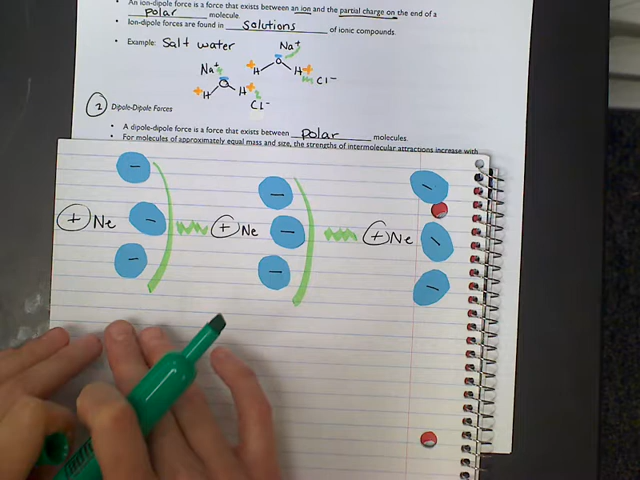 An ion-dipole force is a force that exists between an ion and the partial charge on the end of a
polar molecule.
Ion-dipole forces are found in solutions of ionic compounds.
Example: Salt water
Na+
O
+ H H +
Cl-
Na+
O
+ H H +
Cl-
2 Dipole-Dipole Forces
A dipole-dipole force is a force that exists between polar molecules.
For molecules of approximately equal mass and size, the strengths of intermolecular attractions increase with
- - -
+ Ne - + Ne - + Ne -
- - -